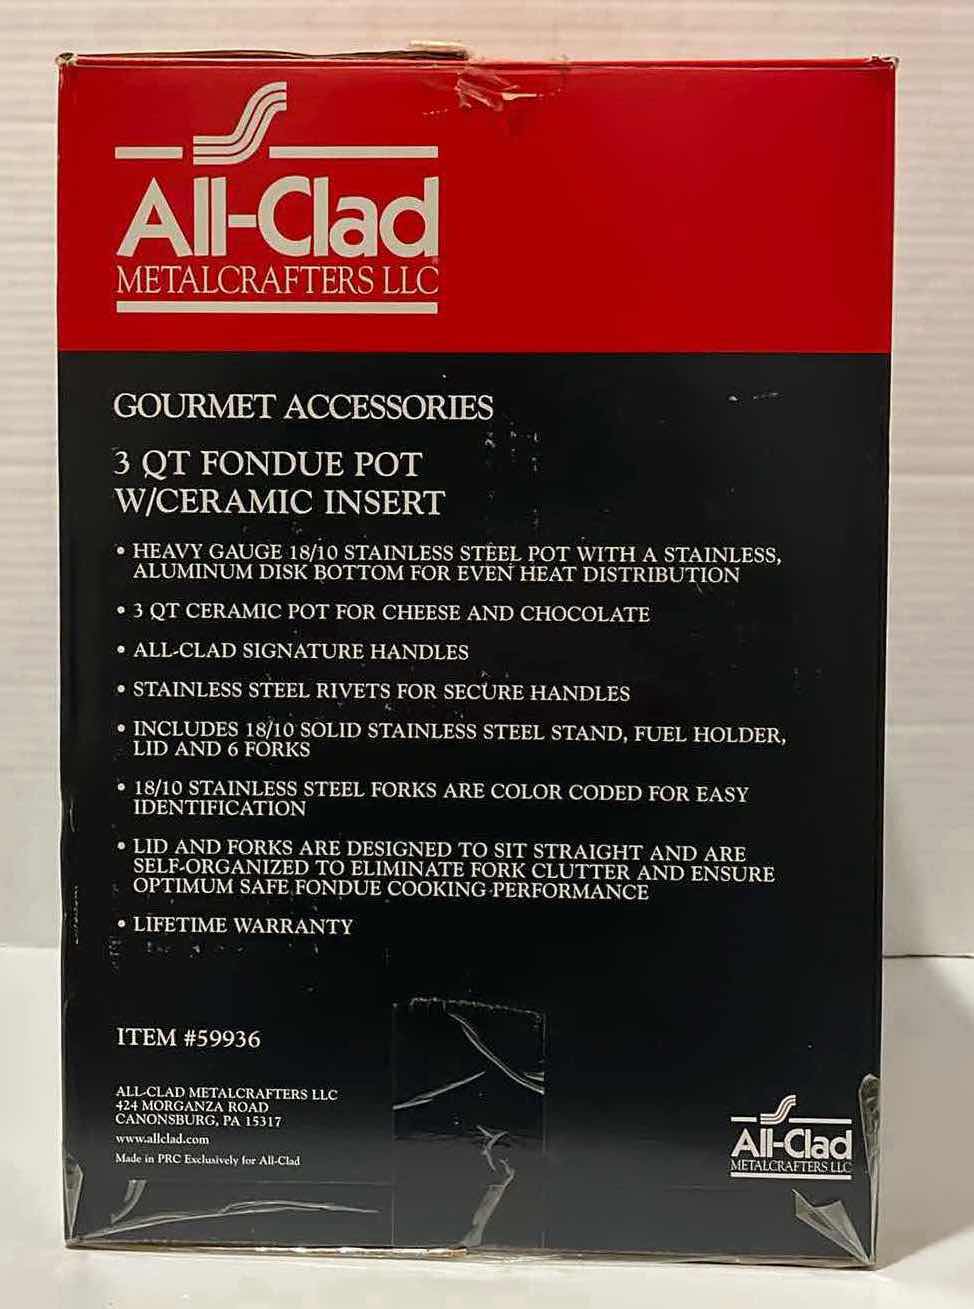 All-Clad
METALCRAFTERS LLC
GOURMET ACCESSORIES
3 QT FONDUE POT
W/CERAMIC INSERT
• HEAVY GAUGE 18/10 STAINLESS STEEL POT WITH A STAINLESS,
ALUMINUM DISK BOTTOM FOR EVEN HEAT DISTRIBUTION
• 3 QT CERAMIC POT FOR CHEESE AND CHOCOLATE
• ALL-CLAD SIGNATURE HANDLES
• STAINLESS STEEL RIVETS FOR SECURE HANDLES
• INCLUDES 18/10 SOLID STAINLESS STEEL STAND, FUEL HOLDER,
LID AND 6 FORKS
• 18/10 STAINLESS STEEL FORKS ARE COLOR CODED FOR EASY
IDENTIFICATION
• LID AND FORKS ARE DESIGNED TO SIT STRAIGHT AND ARE
SELF-ORGANIZED TO ELIMINATE FORK CLUTTER AND ENSURE
OPTIMUM SAFE FONDUE COOKING PERFORMANCE
• LIFETIME WARRANTY
ITEM #59936
ALL-CLAD METALCRAFTERS LLC
424 MORGANZA ROAD
CANONSBURG, PA 15317
www.allclad.com
Made in PRC Exclusively for All-Clad
All-Clad
METALCRAFTERS LLC